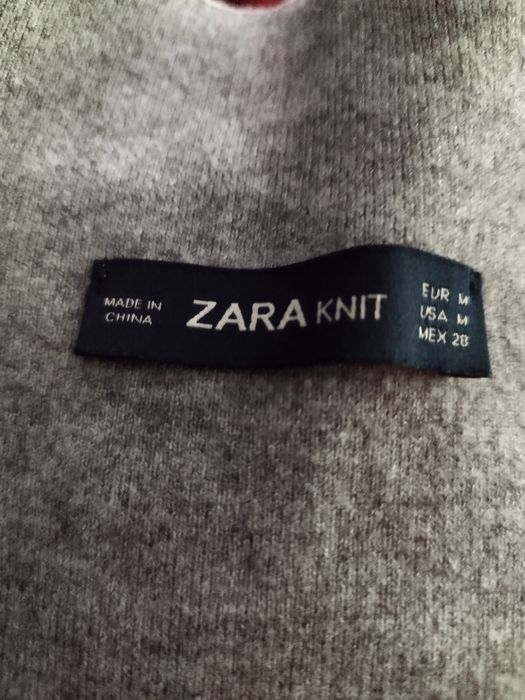 MADE IN
CHINA
ZARA KNIT
EUR M
USA M
MEX 28